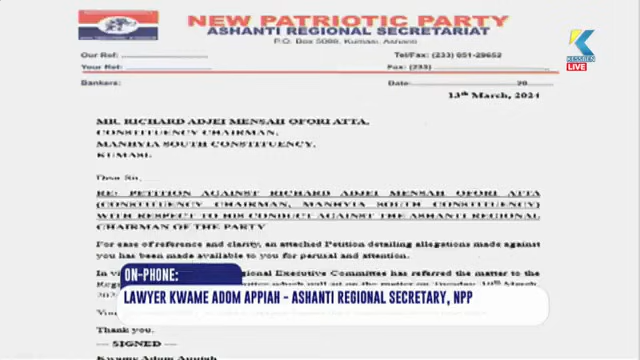 NEW PATRIOTIC PARTY
ASHANTI REGIONAL SECRETARIAT
P.O. Box 5088, Kumasi, Ashanti
LIVE
Our Ref:
Tel/Fax: (233) 051-29652
Your Ref:
Fax: (233)
Bankers:
Date: 20
13th March, 2024
MR. RICHARD ADJEI MENSAH OFORI ATTA,
CONSTITUENCY CHAIRMAN,
MANHYIA SOUTH CONSTITUENCY,
KUMASI.
Dear Sir,
RE: PETITION AGAINST RICHARD ADJEI MENSAH OFORI ATTA
(CONSTITUENCY CHAIRMAN, MANHYIA SOUTH CONSTITUENCY)
WITH RESPECT TO HIS CONDUCT AGAINST THE ASHANTI REGIONAL
CHAIRMAN OF THE PARTY
For ease of reference and clarity, an attached Petition detailing allegations made against
you has been made available to you for perusal and attention.
Regional Executive Committee has referred the matter to the
ON-PHONE:
LAWYER KWAME ADOM APPIAH - ASHANTI REGIONAL SECRETARY, NPP
Thank you.
— SIGNED —
Kwame Adom Appiah